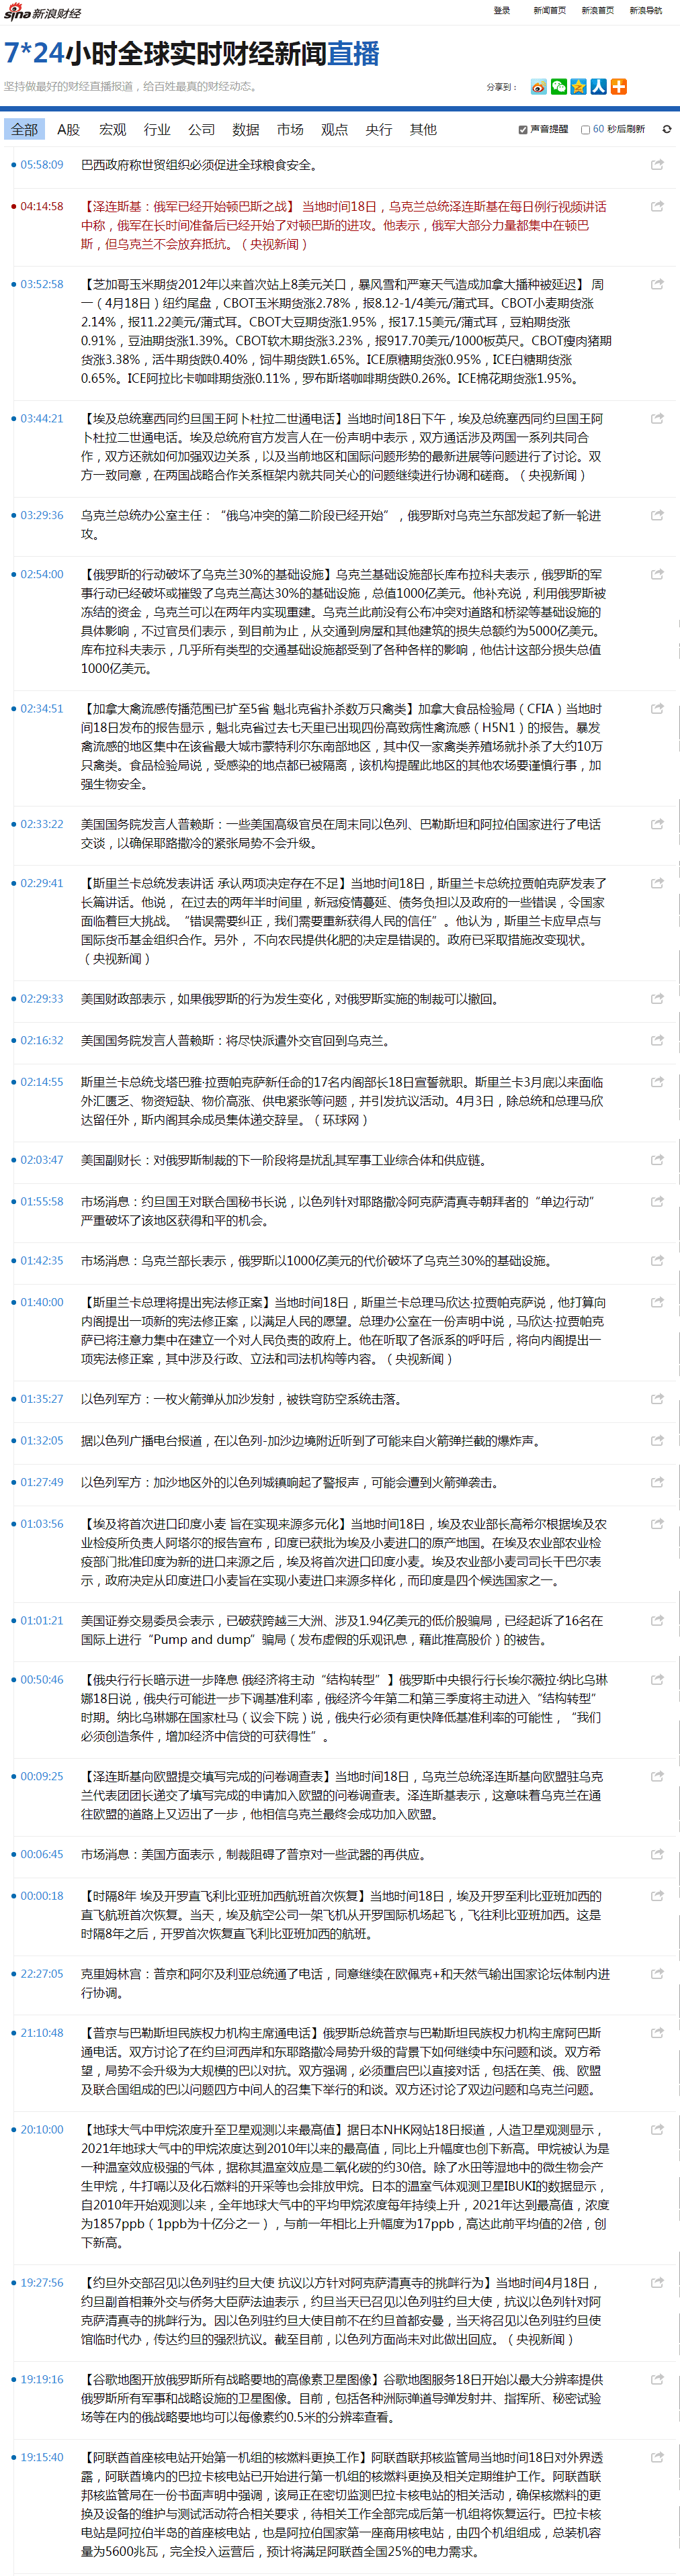 sina 新浪财经
登录 新闻首页 新浪首页 新浪导航
7*24小时全球实时财经新闻直播
坚持做最好的财经直播报道，给百姓最真的财经动态。
分享到：
全部 A股 宏观 行业 公司 数据 市场 观点 央行 其他
声音提醒 60 秒后刷新
05:58:09 巴西政府称世贸组织必须促进全球粮食安全。
04:14:58 【泽连斯基：俄军已经开始顿巴斯之战】 当地时间18日，乌克兰总统泽连斯基在每日例行视频讲话
中称，俄军在长时间准备后已经开始了对顿巴斯的进攻。他表示，俄军大部分力量都集中在顿巴
斯，但乌克兰不会放弃抵抗。（央视新闻）
03:52:58 【芝加哥玉米期货2012年以来首次站上8美元关口，暴风雪和严寒天气造成加拿大播种被延迟】 周
一（4月18日）纽约尾盘，CBOT玉米期货涨2.78%，报8.12-1/4美元/蒲式耳。CBOT小麦期货涨
2.14%，报11.22美元/蒲式耳。CBOT大豆期货涨1.95%，报17.15美元/蒲式耳，豆粕期货涨
0.91%，豆油期货涨1.39%。CBOT软木期货涨3.23%，报917.70美元/1000板英尺。CBOT瘦肉猪期
货涨3.38%，活牛期货跌0.40%，饲牛期货跌1.65%。ICE原糖期货涨0.95%，ICE白糖期货涨
0.65%。ICE阿拉比卡咖啡期货涨0.11%，罗布斯塔咖啡期货跌0.26%。ICE棉花期货涨1.95%。
03:44:21 【埃及总统塞西同约旦国王阿卜杜拉二世通电话】当地时间18日下午，埃及总统塞西同约旦国王阿
卜杜拉二世通电话。埃及总统府官方发言人在一份声明中表示，双方通话涉及两国一系列共同合
作，双方还就如何加强双边关系，以及当前地区和国际问题形势的最新进展等问题进行了讨论。双
方一致同意，在两国战略合作关系框架内就共同关心的问题继续进行协调和磋商。（央视新闻）
03:29:36 乌克兰总统办公室主任：“俄乌冲突的第二阶段已经开始”，俄罗斯对乌克兰东部发起了新一轮进
攻。
02:54:00 【俄罗斯的行动破坏了乌克兰30%的基础设施】乌克兰基础设施部长库布拉科夫表示，俄罗斯的军
事行动已经破坏或摧毁了乌克兰高达30%的基础设施，总值1000亿美元。他补充说，利用俄罗斯被
冻结的资金，乌克兰可以在两年内实现重建。乌克兰此前没有公布冲突对道路和桥梁等基础设施的
具体影响，不过官员们表示，到目前为止，从交通到房屋和其他建筑的损失总额约为5000亿美元。
库布拉科夫表示，几乎所有类型的交通基础设施都受到了各种各样的影响，他估计这部分损失总值
1000亿美元。
02:34:51 【加拿大禽流感传播范围已扩至5省 魁北克省扑杀数万只禽类】加拿大食品检验局（CFIA）当地时
间18日发布的报告显示，魁北克省过去七天里已出现四份高致病性禽流感（H5N1）的报告。暴发
禽流感的地区集中在该省最大城市蒙特利尔东南部地区，其中仅一家禽类养殖场就扑杀了大约10万
只禽类。食品检验局说，受感染的地点都已被隔离，该机构提醒此地区的其他农场要谨慎行事，加
强生物安全。
02:33:22 美国国务院发言人普赖斯：一些美国高级官员在周末同以色列、巴勒斯坦和阿拉伯国家进行了电话
交谈，以确保耶路撒冷的紧张局势不会升级。
02:29:41 【斯里兰卡总统发表讲话 承认两项决定存在不足】当地时间18日，斯里兰卡总统拉贾帕克萨发表了
长篇讲话。他说， 在过去的两年半时间里，新冠疫情蔓延、债务负担以及政府的一些错误，令国家
面临着巨大挑战。“错误需要纠正，我们需要重新获得人民的信任”。他认为，斯里兰卡应早点与
国际货币基金组织合作。另外， 不向农民提供化肥的决定是错误的。政府已采取措施改变现状。
（央视新闻）
02:29:33 美国财政部表示，如果俄罗斯的行为发生变化，对俄罗斯实施的制裁可以撤回。
02:16:32 美国国务院发言人普赖斯：将尽快派遣外交官回到乌克兰。
02:14:55 斯里兰卡总统戈塔巴雅·拉贾帕克萨新任命的17名内阁部长18日宣誓就职。斯里兰卡3月底以来面临
外汇匮乏、物资短缺、物价高涨、供电紧张等问题，并引发抗议活动。4月3日，除总统和总理马欣
达留任外，斯内阁其余成员集体递交辞呈。（环球网）
02:03:47 美国副财长：对俄罗斯制裁的下一阶段将是扰乱其军事工业综合体和供应链。
01:55:58 市场消息：约旦国王对联合国秘书长说，以色列针对耶路撒冷阿克萨清真寺朝拜者的“单边行动”
严重破坏了该地区获得和平的机会。
01:42:35 市场消息：乌克兰部长表示，俄罗斯以1000亿美元的代价破坏了乌克兰30%的基础设施。
01:40:00 【斯里兰卡总理将提出宪法修正案】当地时间18日，斯里兰卡总理马欣达·拉贾帕克萨说，他打算向
内阁提出一项新的宪法修正案，以满足人民的愿望。总理办公室在一份声明中说，马欣达·拉贾帕克
萨已将注意力集中在建立一个对人民负责的政府上。他在听取了各派系的呼吁后，将向内阁提出一
项宪法修正案，其中涉及行政、立法和司法机构等内容。（央视新闻）
01:35:27 以色列军方：一枚火箭弹从加沙发射，被铁穹防空系统击落。
01:32:05 据以色列广播电台报道，在以色列-加沙边境附近听到了可能来自火箭弹拦截的爆炸声。
01:27:49 以色列军方：加沙地区外的以色列城镇响起了警报声，可能会遭到火箭弹袭击。
01:03:56 【埃及将首次进口印度小麦 旨在实现来源多元化】当地时间18日，埃及农业部长高希尔根据埃及农
业检疫所负责人阿塔尔的报告宣布，印度已获批为埃及小麦进口的原产地国。在埃及农业部农业检
疫部门批准印度为新的进口来源之后，埃及将首次进口印度小麦。埃及农业部小麦司司长干巴尔表
示，政府决定从印度进口小麦旨在实现小麦进口来源多样化，而印度是四个候选国家之一。
01:01:21 美国证券交易委员会表示，已破获跨越三大洲、涉及1.94亿美元的低价股骗局，已经起诉了16名在
国际上进行“Pump and dump”骗局（发布虚假的乐观讯息，藉此推高股价）的被告。
00:50:46 【俄央行行长暗示进一步降息 俄经济将主动“结构转型”】俄罗斯中央银行行长埃尔薇拉·纳比乌琳
娜18日说，俄央行可能进一步下调基准利率，俄经济今年第二和第三季度将主动进入“结构转型”
时期。纳比乌琳娜在国家杜马（议会下院）说，俄央行必须有更快降低基准利率的可能性，“我们
必须创造条件，增加经济中信贷的可获得性”。
00:09:25 【泽连斯基向欧盟提交填写完成的问卷调查表】当地时间18日，乌克兰总统泽连斯基向欧盟驻乌克
兰代表团团长递交了填写完成的申请加入欧盟的问卷调查表。泽连斯基表示，这意味着乌克兰在通
往欧盟的道路上又迈出了一步，他相信乌克兰最终会成功加入欧盟。
00:06:45 市场消息：美国方面表示，制裁阻碍了普京对一些武器的再供应。
00:00:18 【时隔8年 埃及开罗直飞利比亚班加西航班首次恢复】当地时间18日，埃及开罗至利比亚班加西的
直飞航班首次恢复。当天，埃及航空公司一架飞机从开罗国际机场起飞，飞往利比亚班加西。这是
时隔8年之后，开罗首次恢复直飞利比亚班加西的航班。
22:27:05 克里姆林宫：普京和阿尔及利亚总统通了电话，同意继续在欧佩克+和天然气输出国家论坛体制内进
行协调。
21:10:48 【普京与巴勒斯坦民族权力机构主席通电话】俄罗斯总统普京与巴勒斯坦民族权力机构主席阿巴斯
通电话。双方讨论了在约旦河西岸和东耶路撒冷局势升级的背景下如何继续中东问题和谈。双方希
望，局势不会升级为大规模的巴以对抗。双方强调，必须重启巴以直接对话，包括在美、俄、欧盟
及联合国组成的巴以问题四方中间人的召集下举行的和谈。双方还讨论了双边问题和乌克兰问题。
20:10:00 【地球大气中甲烷浓度升至卫星观测以来最高值】据日本NHK网站18日报道，人造卫星观测显示，
2021年地球大气中的甲烷浓度达到2010年以来的最高值，同比上升幅度也创下新高。甲烷被认为是
一种温室效应极强的气体，据称其温室效应是二氧化碳的约30倍。除了水田等湿地中的微生物会产
生甲烷，牛打嗝以及化石燃料的开采等也会排放甲烷。日本的温室气体观测卫星IBUKI的数据显示，
自2010年开始观测以来，全年地球大气中的平均甲烷浓度每年持续上升，2021年达到最高值，浓度
为1857ppb（1ppb为十亿分之一），与前一年相比上升幅度为17ppb，高达此前平均值的2倍，创
下新高。
19:27:56 【约旦外交部召见以色列驻约旦大使 抗议以方针对阿克萨清真寺的挑衅行为】当地时间4月18日，
约旦副首相兼外交与侨务大臣萨法迪表示，约旦当天已召见以色列驻约旦大使，抗议以色列针对阿
克萨清真寺的挑衅行为。因以色列驻约旦大使目前不在约旦首都安曼，当天将召见以色列驻约旦使
馆临时代办，传达约旦的强烈抗议。截至目前，以色列方面尚未对此做出回应。（央视新闻）
19:19:16 【谷歌地图开放俄罗斯所有战略要地的高像素卫星图像】谷歌地图服务18日开始以最大分辨率提供
俄罗斯所有军事和战略设施的卫星图像。目前，包括各种洲际弹道导弹发射井、指挥所、秘密试验
场等在内的俄战略要地均可以每像素约0.5米的分辨率查看。
19:15:40 【阿联酋首座核电站开始第一机组的核燃料更换工作】阿联酋联邦核监管局当地时间18日对外界透
露，阿联酋境内的巴拉卡核电站已开始进行第一机组的核燃料更换及相关定期维护工作。阿联酋联
邦核监管局在一份书面声明中强调，该局正在密切监测巴拉卡核电站的相关活动，确保核燃料的更
换及设备的维护与测试活动符合相关要求，待相关工作全部完成后第一机组将恢复运行。巴拉卡核
电站是阿拉伯半岛的首座核电站，也是阿拉伯国家第一座商用核电站，由四个机组组成，总装机容
量为5600兆瓦，完全投入运营后，预计将满足阿联酋全国25%的电力需求。